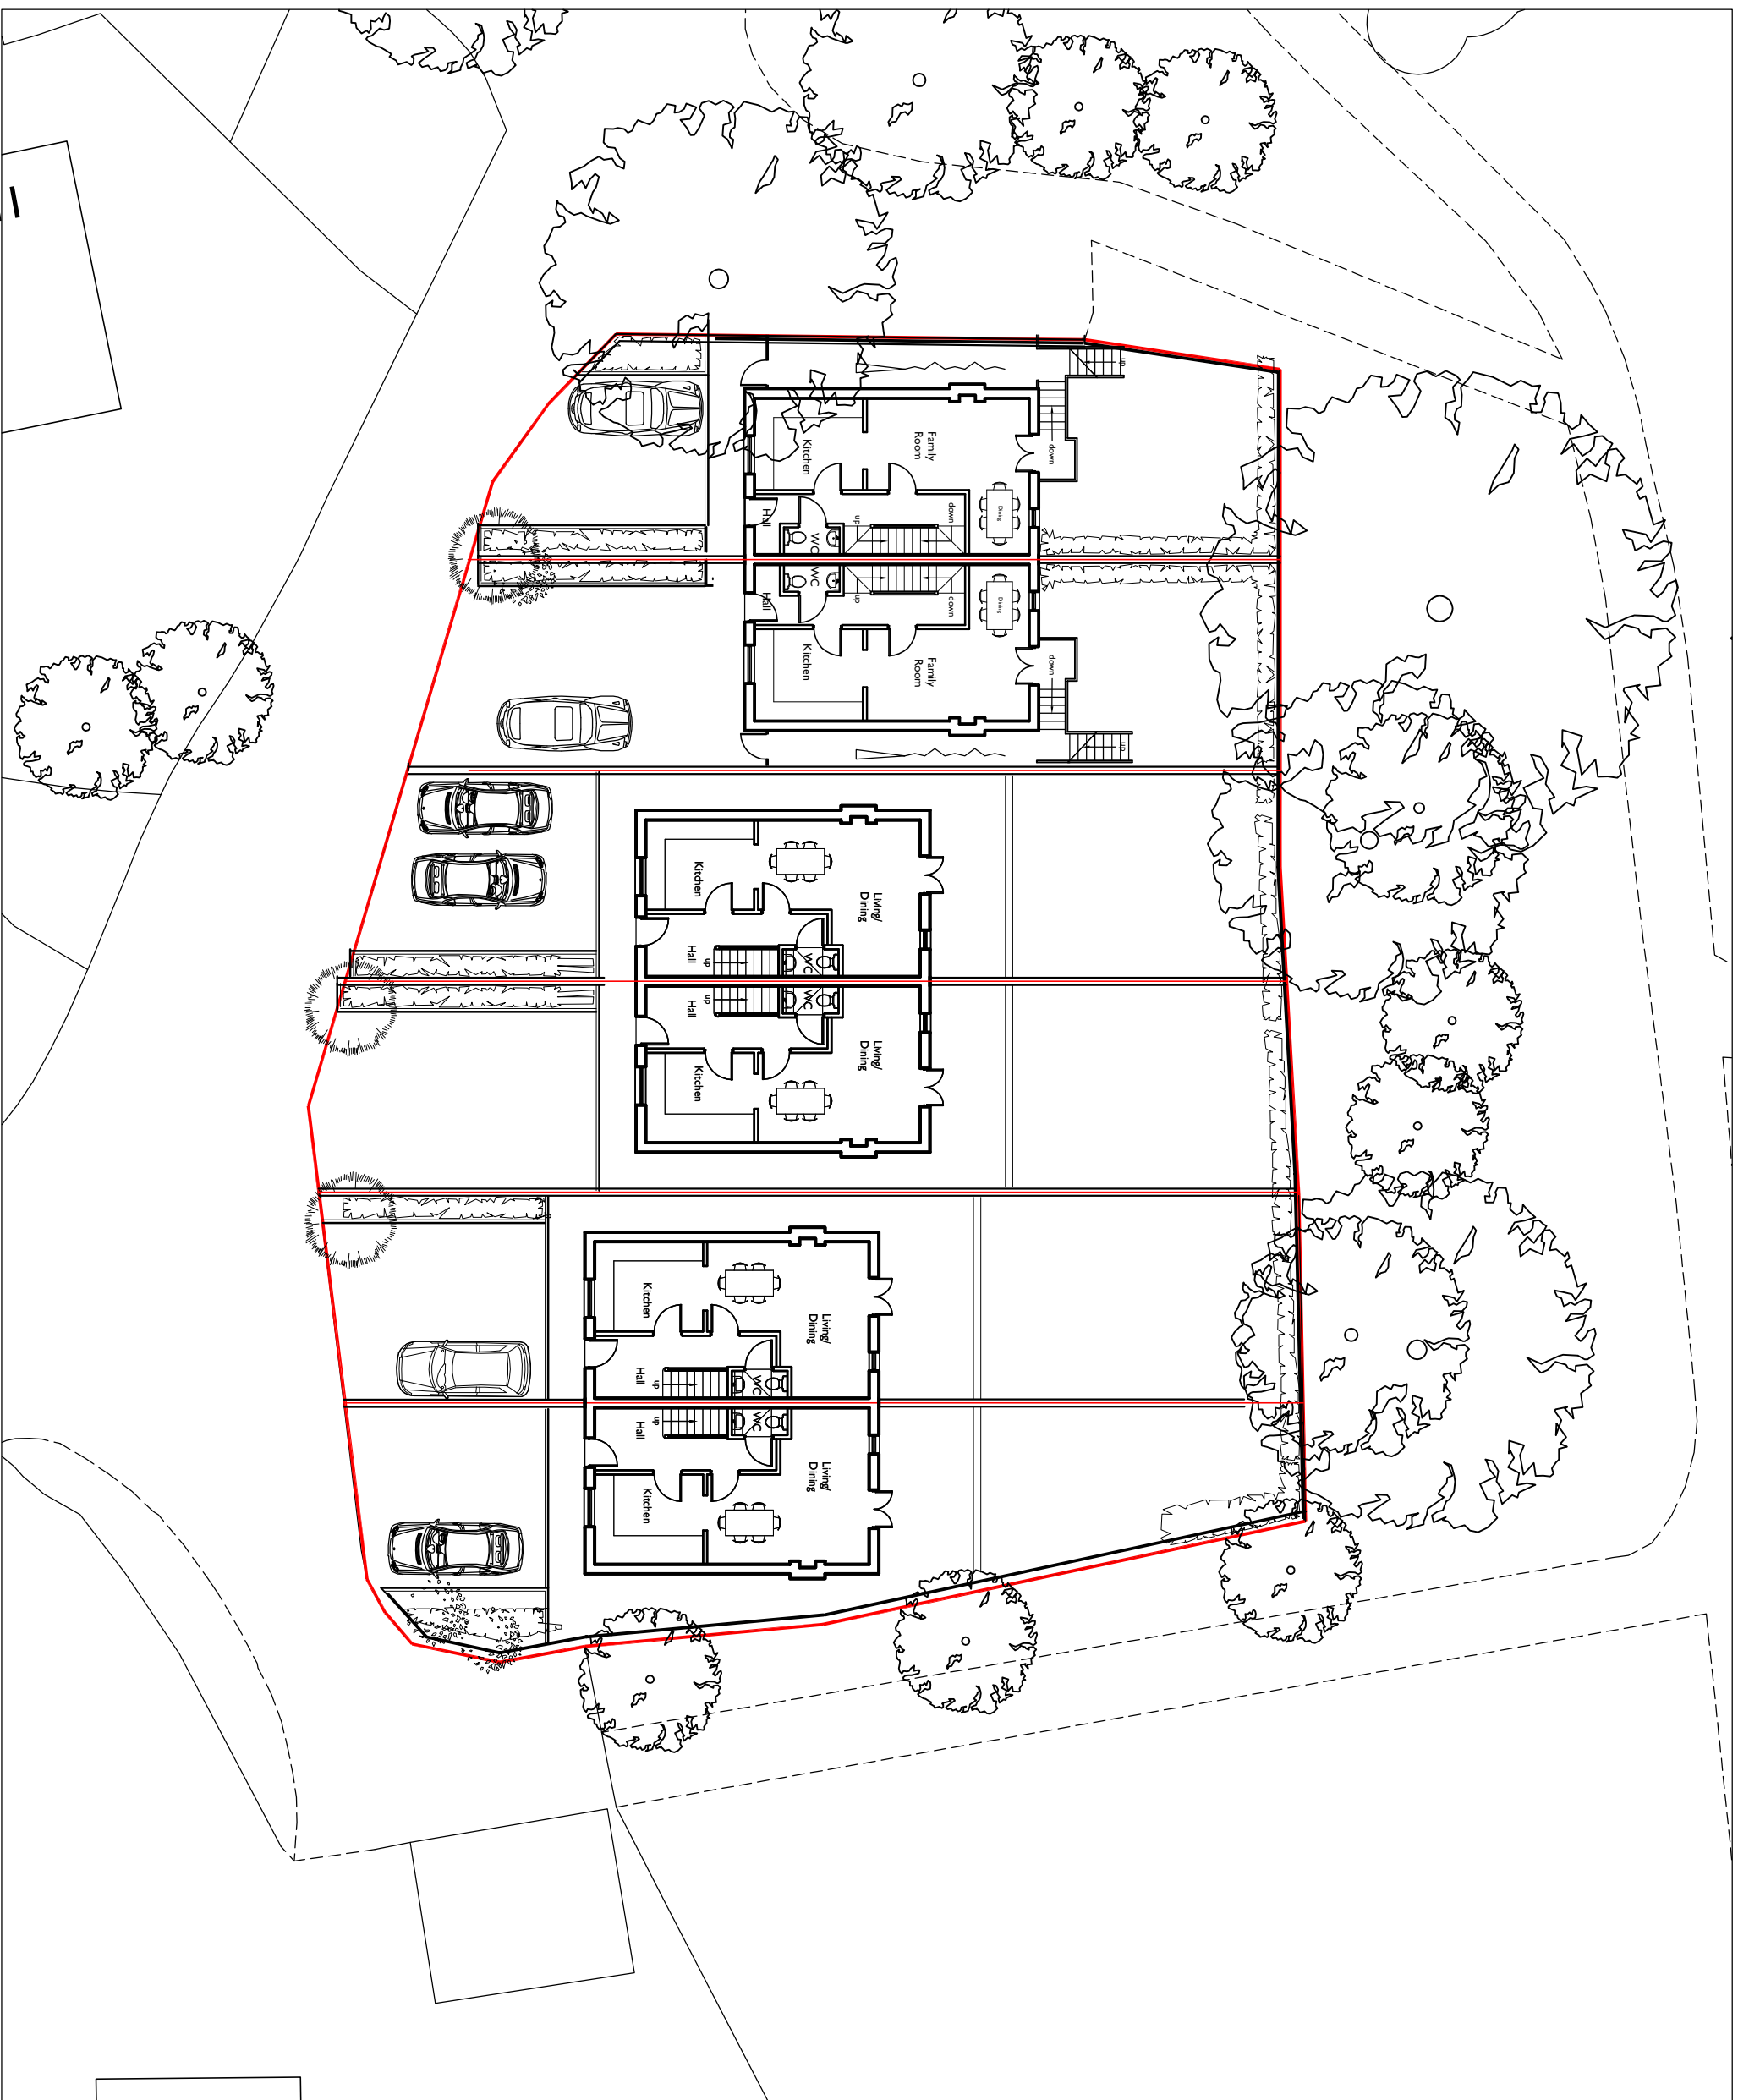 up
down
Family
Room
Kitchen
Dining
down
up
Hall
WC
WC
Hall
up
down
Dining
Kitchen
Family
Room
down
up
Kitchen
Living/
Dining
Hall
up
WC
WC
up
Hall
Living/
Dining
Kitchen
Kitchen
Living/
Dining
Hall
up
WC
WC
up
Hall
Living/
Dining
Kitchen